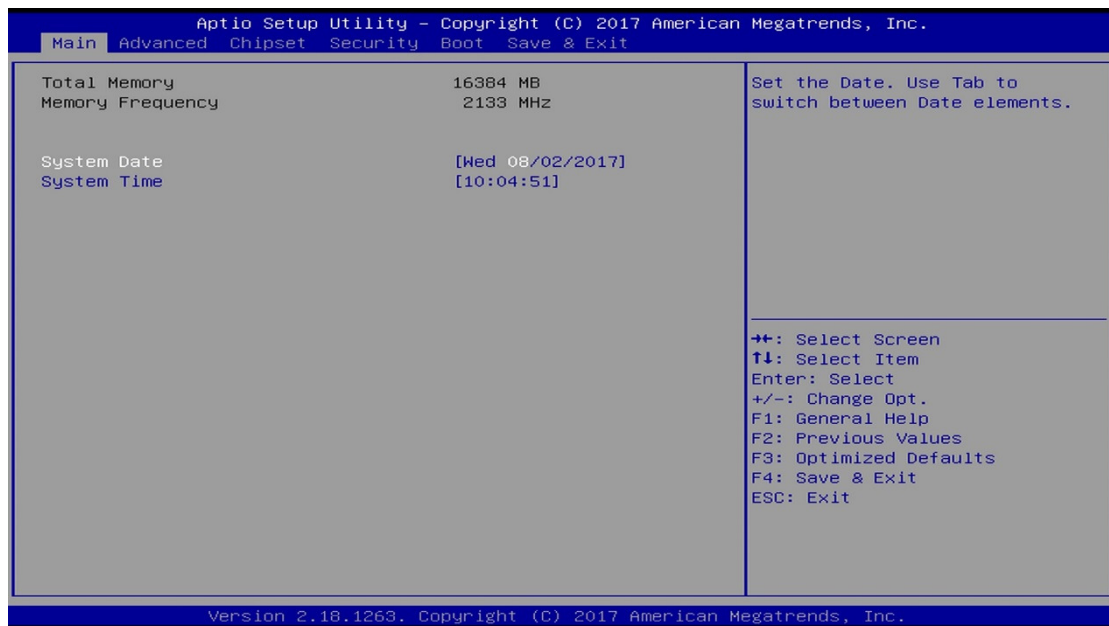 Aptio Setup Utility – Copyright (C) 2017 American Megatrends, Inc.
Main Advanced Chipset Security Boot Save & Exit
Total Memory 16384 MB
Memory Frequency 2133 MHz
System Date [Wed 08/02/2017]
System Time [10:04:51]
Set the Date. Use Tab to
switch between Date elements.
→←: Select Screen
↑↓: Select Item
Enter: Select
+/-: Change Opt.
F1: General Help
F2: Previous Values
F3: Optimized Defaults
F4: Save & Exit
ESC: Exit
Version 2.18.1263. Copyright (C) 2017 American Megatrends, Inc.